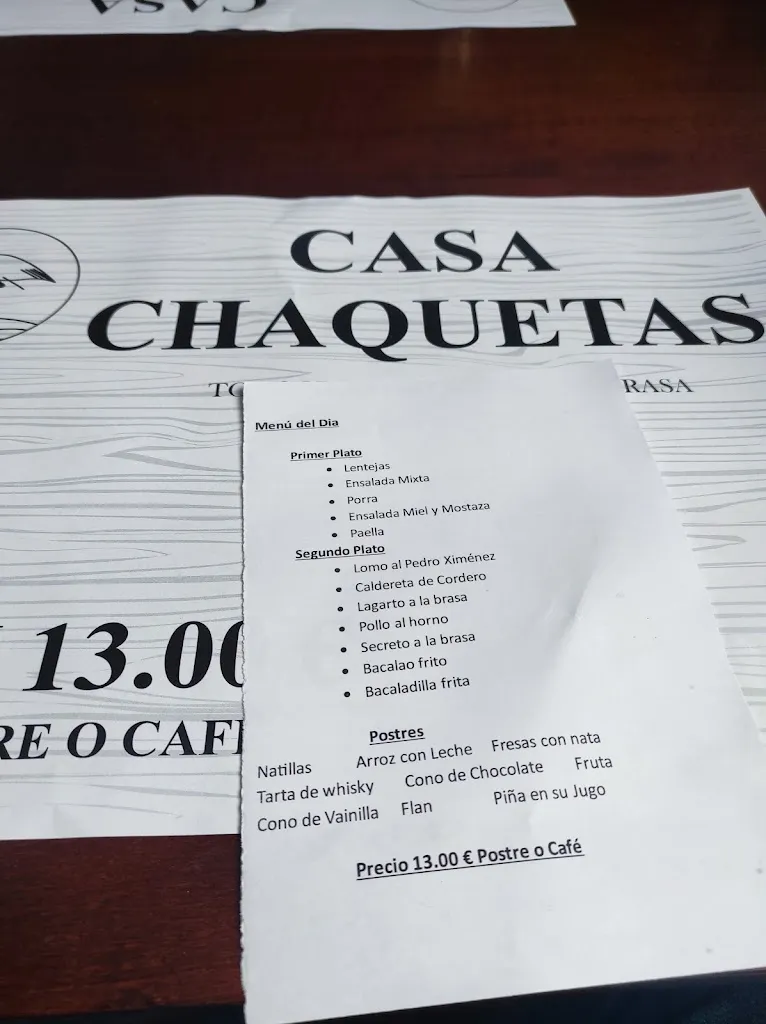 CASA
CASA
CHAQUETAS
RASA
Menú del Dia
Primer Plato
• Lentejas
• Ensalada Mixta
• Porra
• Ensalada Miel y Mostaza
• Paella
Segundo Plato
• Lomo al Pedro Ximénez
• Caldereta de Cordero
• Lagarto a la brasa
• Pollo al horno
• Secreto a la brasa
• Bacalao frito
• Bacaladilla frita
Postres
Natillas Arroz con Leche Fresas con nata
Tarta de whisky Cono de Chocolate Fruta
Cono de Vainilla Flan Piña en su Jugo
Precio 13.00 € Postre o Café
13.00
RE O CAF